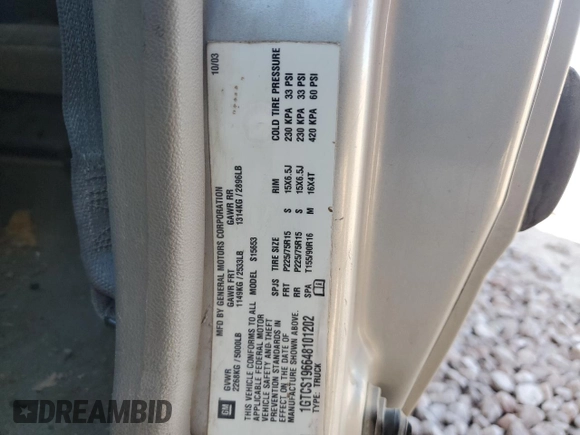 MFD BY GENERAL MOTORS CORPORATION 10/03
GVWR GAWR FRT GAWR RR
2268KG / 5000LB 1149KG / 2533LB 1314KG / 2896LB
THIS VEHICLE CONFORMS TO ALL
APPLICABLE FEDERAL MOTOR
VEHICLE SAFETY AND THEFT
PREVENTION STANDARDS IN
EFFECT ON THE DATE OF
MANUFACTURE SHOWN ABOVE.
1GTCS196648101202
TYPE: TRUCK
MODEL S15653
SPJS TIRE SIZE RIM COLD TIRE PRESSURE
FRT P225/75R15 S 15X6.5J 230 KPA 33 PSI
RR P225/75R15 S 15X6.5J 230 KPA 33 PSI
SPA T155/90R16 M 16X4T 420 KPA 60 PSI
GM
DREAMBID